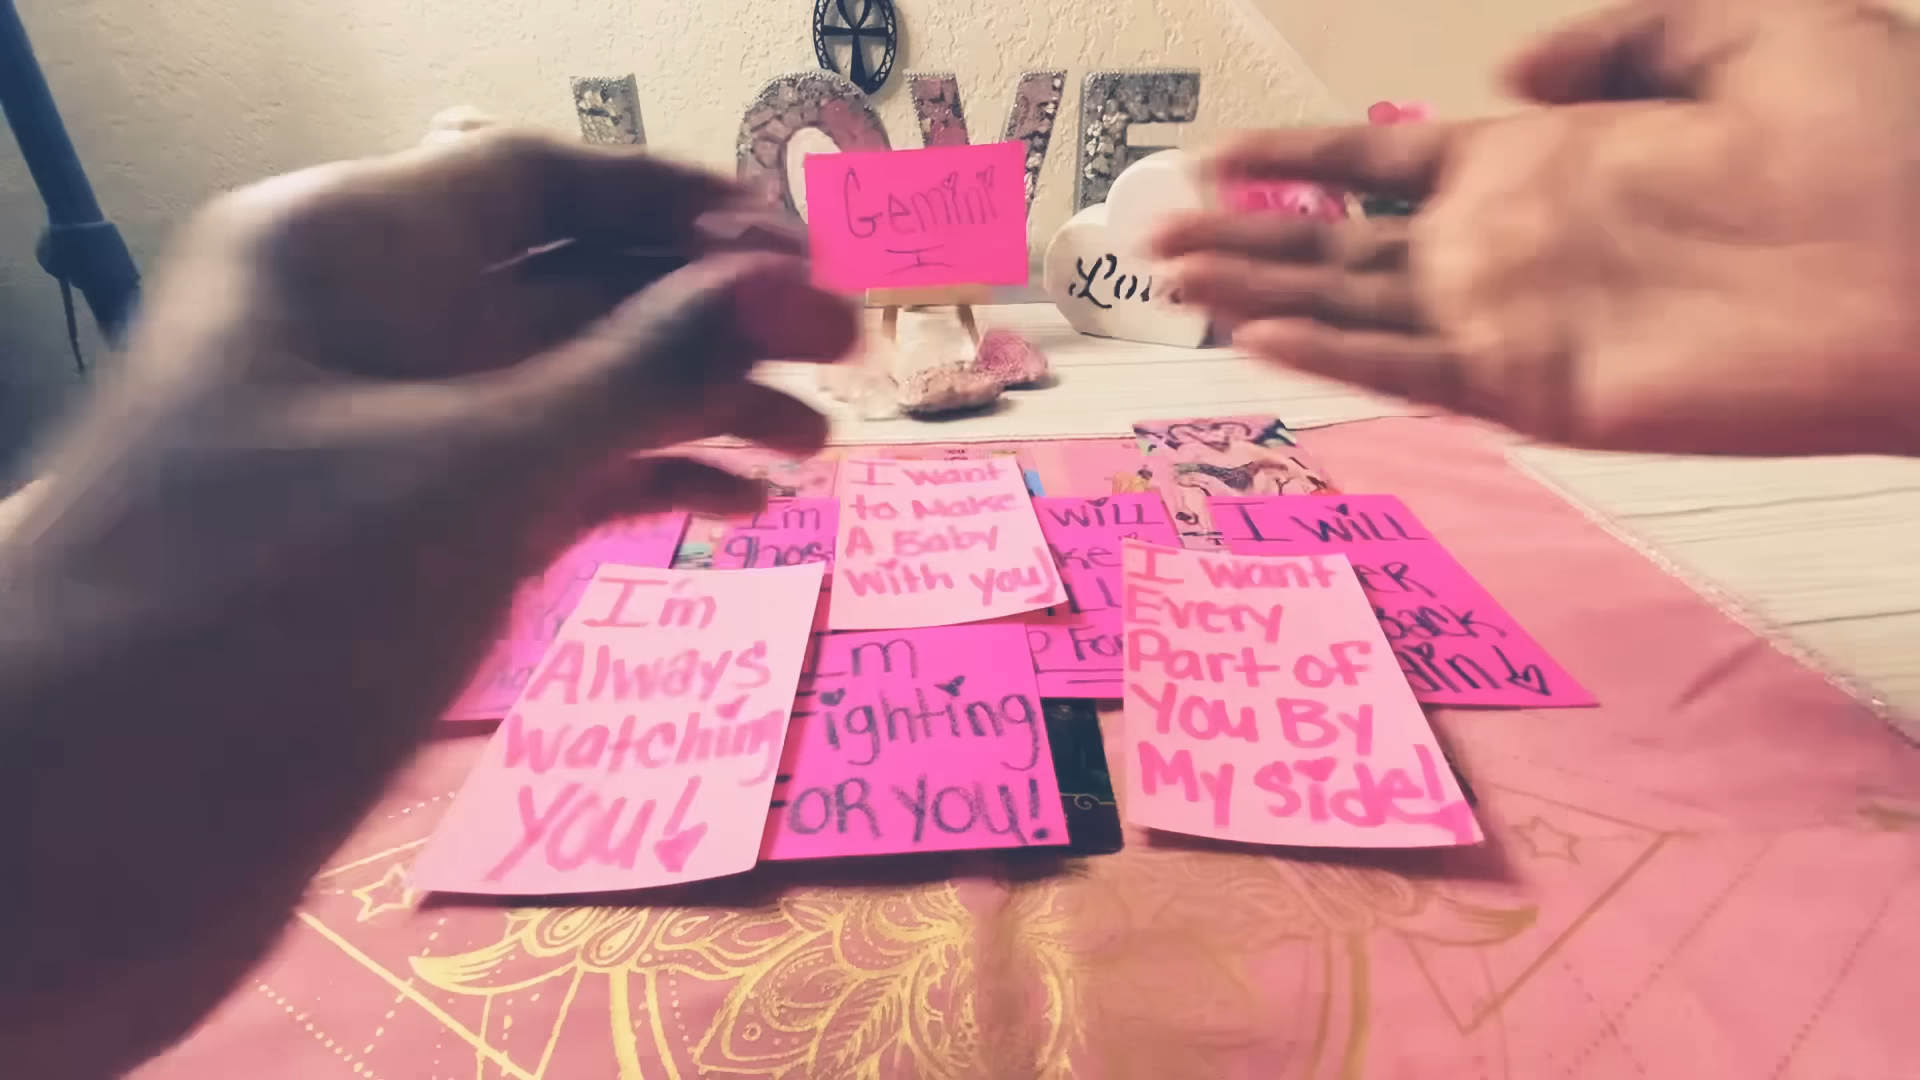 LOVE
Gemini
I
I want
to Make
A Baby
With you!
I'm
ghos
will
I will
I'm
Always
watching
You!
I'm
Fighting
FOR YOU!
I want
Every
Part of
You By
My Side!